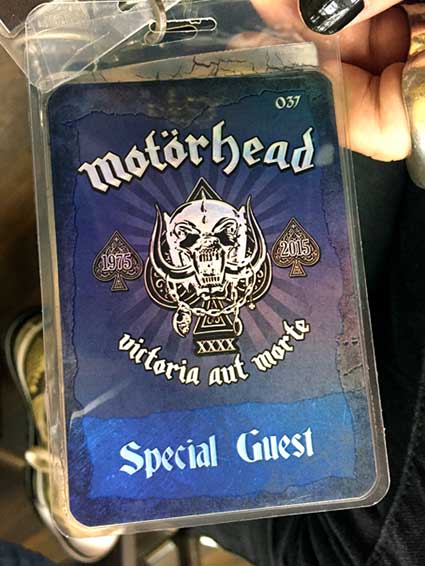 037
motörhead
1975
2015
XXXX
victoria aut morte
Special Guest